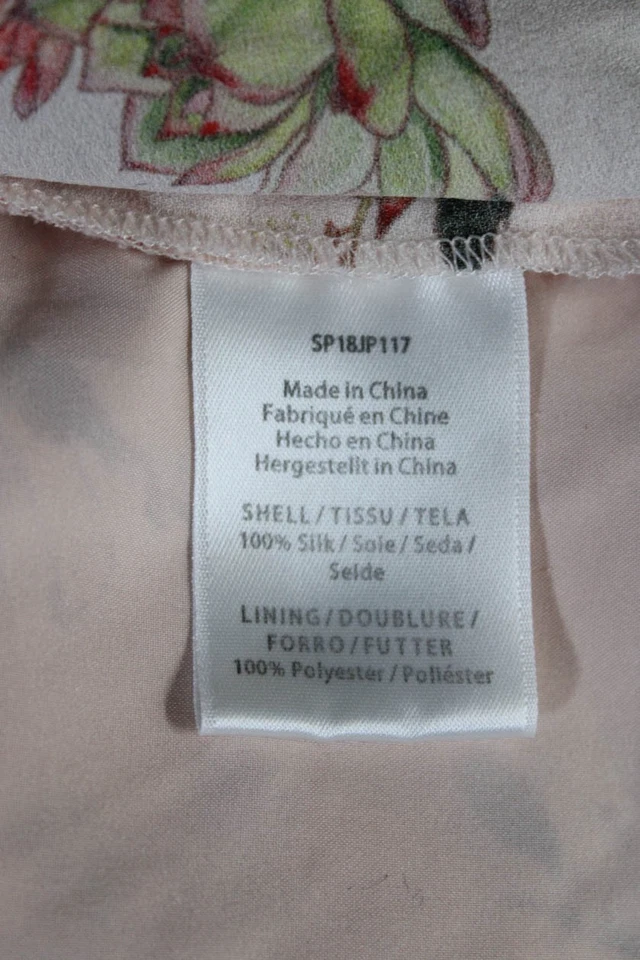 SP18JP117
Made in China
Fabriqué en Chine
Hecho en China
Hergestellt in China
SHELL / TISSU / TELA
100% Silk / Soie / Seda /
Seide
LINING / DOUBLURE /
FORRO / FUTTER
100% Polyester / Poliéster